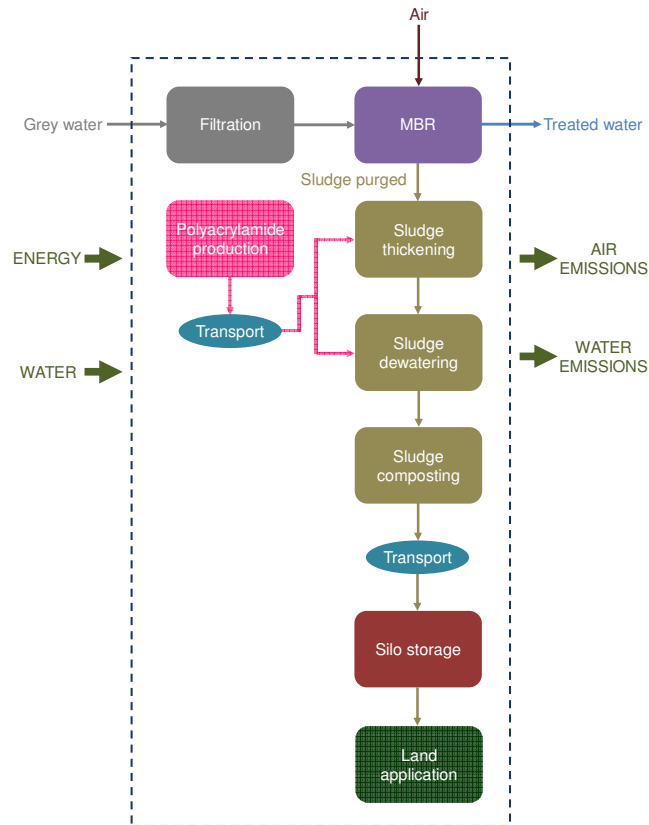 Air
Grey water
Filtration
MBR
Treated water
Sludge purged
Polyacrylamide
production
Sludge
thickening
ENERGY
AIR
EMISSIONS
Transport
Sludge
dewatering
WATER
WATER
EMISSIONS
Sludge
composting
Transport
Silo storage
Land
application